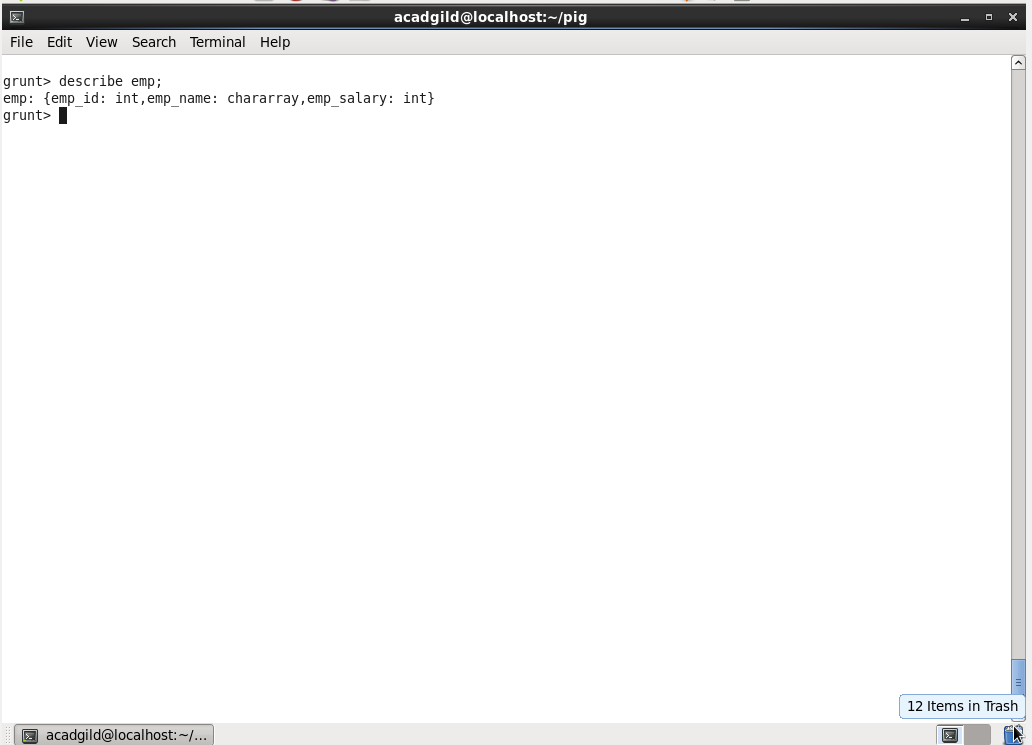 acadgild@localhost:~/pig
File Edit View Search Terminal Help
grunt> describe emp;
emp: {emp_id: int,emp_name: chararray,emp_salary: int}
grunt>
12 Items in Trash
acadgild@localhost:~/...